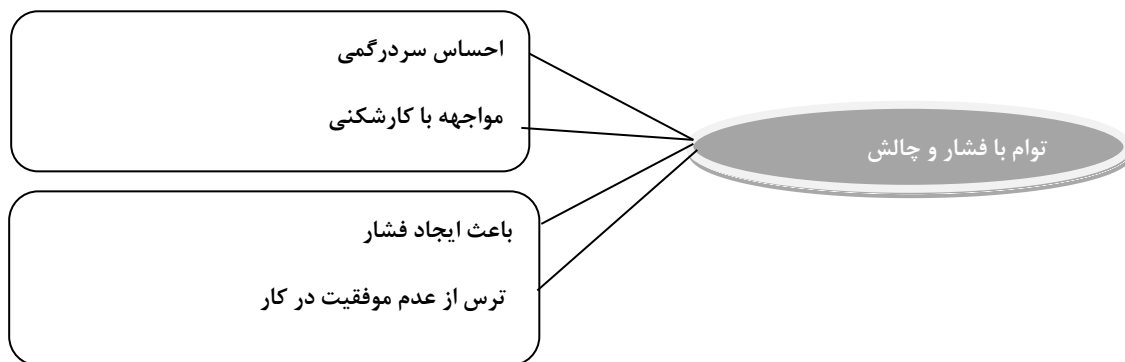 توام با فشار و چالش
احساس سردرگمی
مواجهه با کارشکنی
باعث ایجاد فشار
ترس از عدم موفقیت در کار